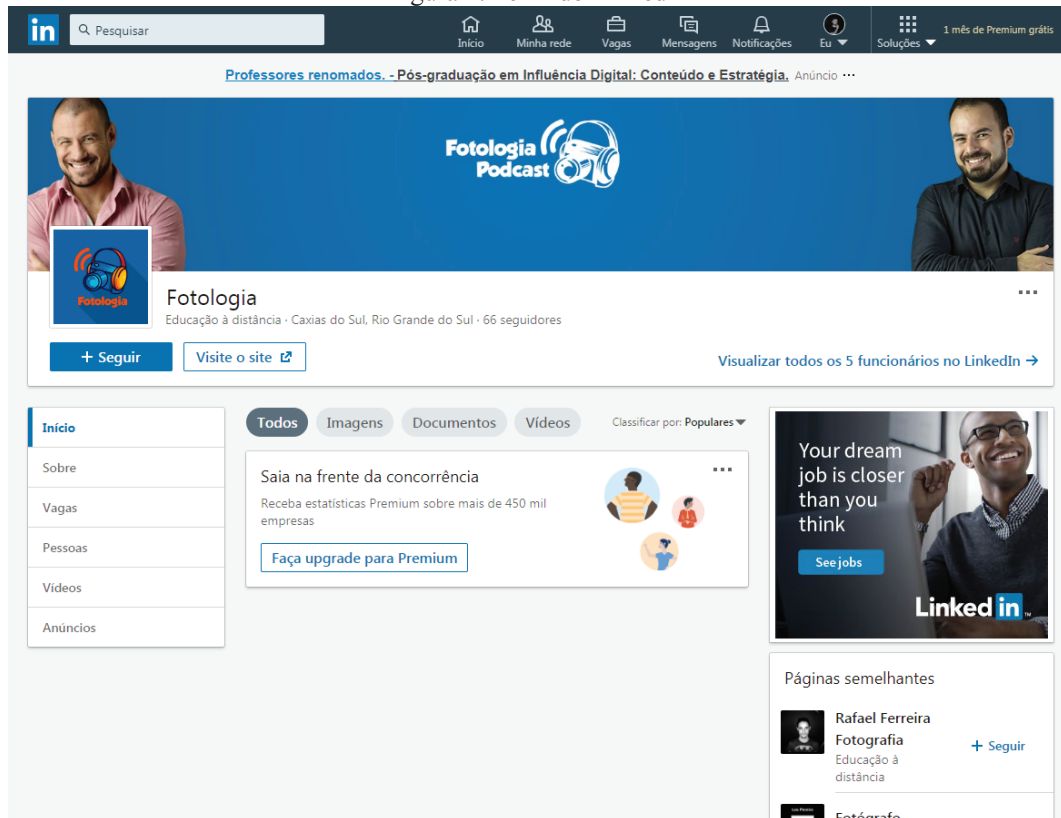 in
Pesquisar
Início
Minha rede
Vagas
Mensagens
Notificações
Eu
Soluções
1 mês de Premium grátis
Professores renomados. - Pós-graduação em Influência Digital: Conteúdo e Estratégia. Anúncio
Fotologia
Podcast
Fotologia
Fotologia
Educação à distância · Caxias do Sul, Rio Grande do Sul · 66 seguidores
+ Seguir
Visite o site
Visualizar todos os 5 funcionários no LinkedIn →
Início
Sobre
Vagas
Pessoas
Vídeos
Anúncios
Todos
Imagens
Documentos
Vídeos
Classificar por: Populares
Saia na frente da concorrência
Receba estatísticas Premium sobre mais de 450 mil
empresas
Faça upgrade para Premium
Your dream
job is closer
than you
think
See jobs
Linked in
Páginas semelhantes
Rafael Ferreira
Fotografia
Educação à
distância
+ Seguir
Fotógrafo